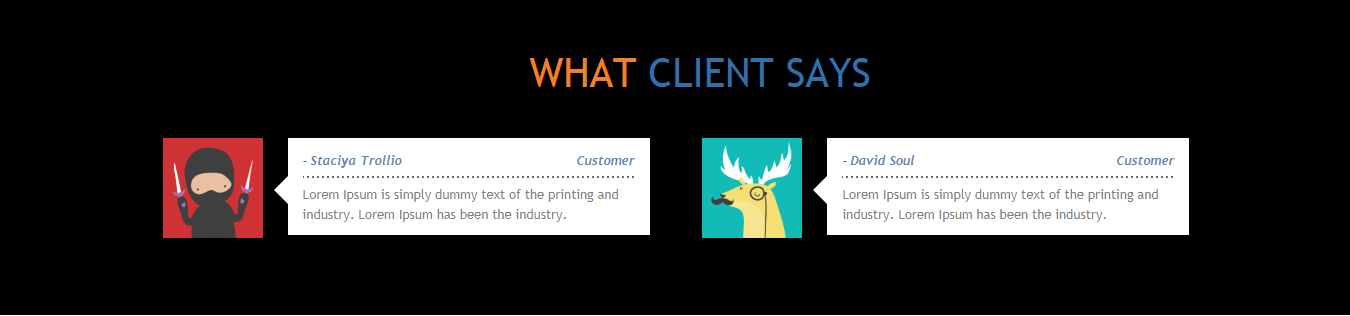 WHAT CLIENT SAYS
- Staciya Trollio Customer
Lorem Ipsum is simply dummy text of the printing and
industry. Lorem Ipsum has been the industry.
- David Soul Customer
Lorem Ipsum is simply dummy text of the printing and
industry. Lorem Ipsum has been the industry.